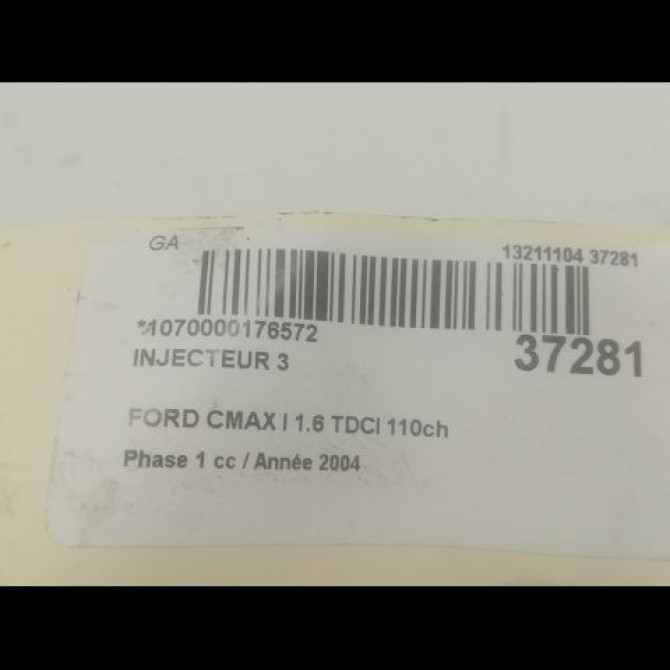 GA
13211104 37281
*1070000176572
37281
INJECTEUR 3
FORD CMAX I 1.6 TDCI 110ch
Phase 1 cc / Année 2004